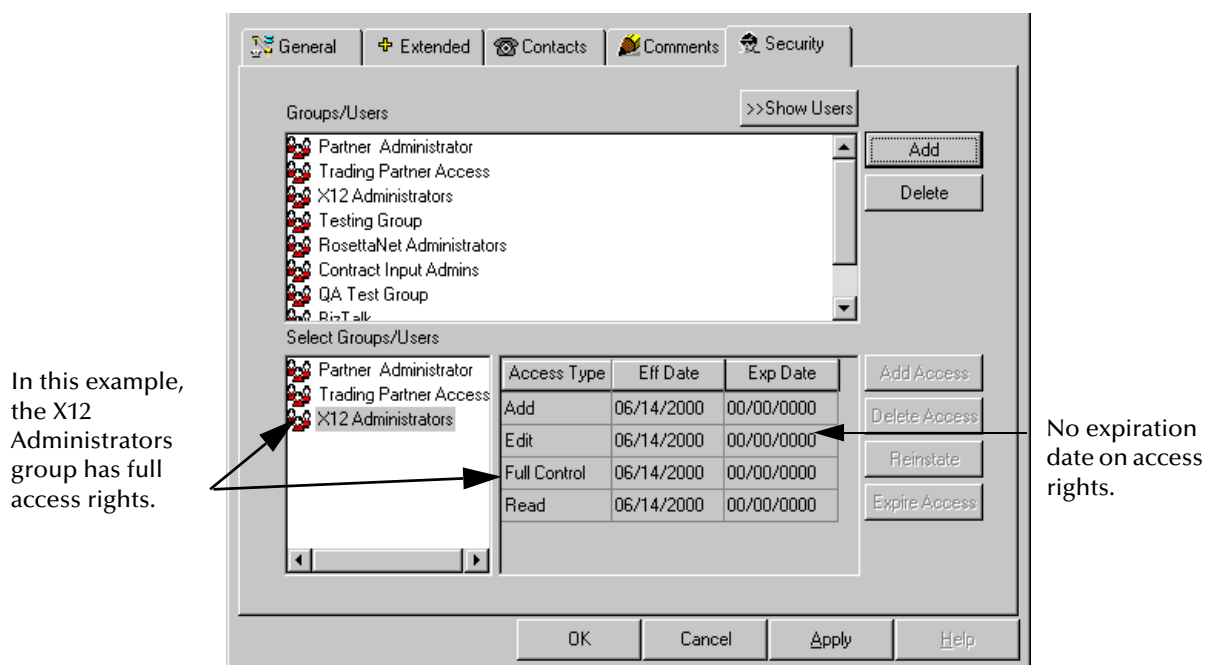 General
Extended
Contacts
Comments
Security
Groups/Users
>>Show Users
Partner Administrator
Trading Partner Access
X12 Administrators
Testing Group
RosettaNet Administrators
Contract Input Admins
QA Test Group
BizTalk
Add
Delete
Select Groups/Users
Partner Administrator
Trading Partner Access
X12 Administrators
Access Type Eff Date Exp Date
Add 06/14/2000 00/00/0000
Edit 06/14/2000 00/00/0000
Full Control 06/14/2000 00/00/0000
Read 06/14/2000 00/00/0000
Add Access
Delete Access
Reinstate
Expire Access
In this example,
the X12
Administrators
group has full
access rights.
No expiration
date on access
rights.
OK
Cancel
Apply
Help